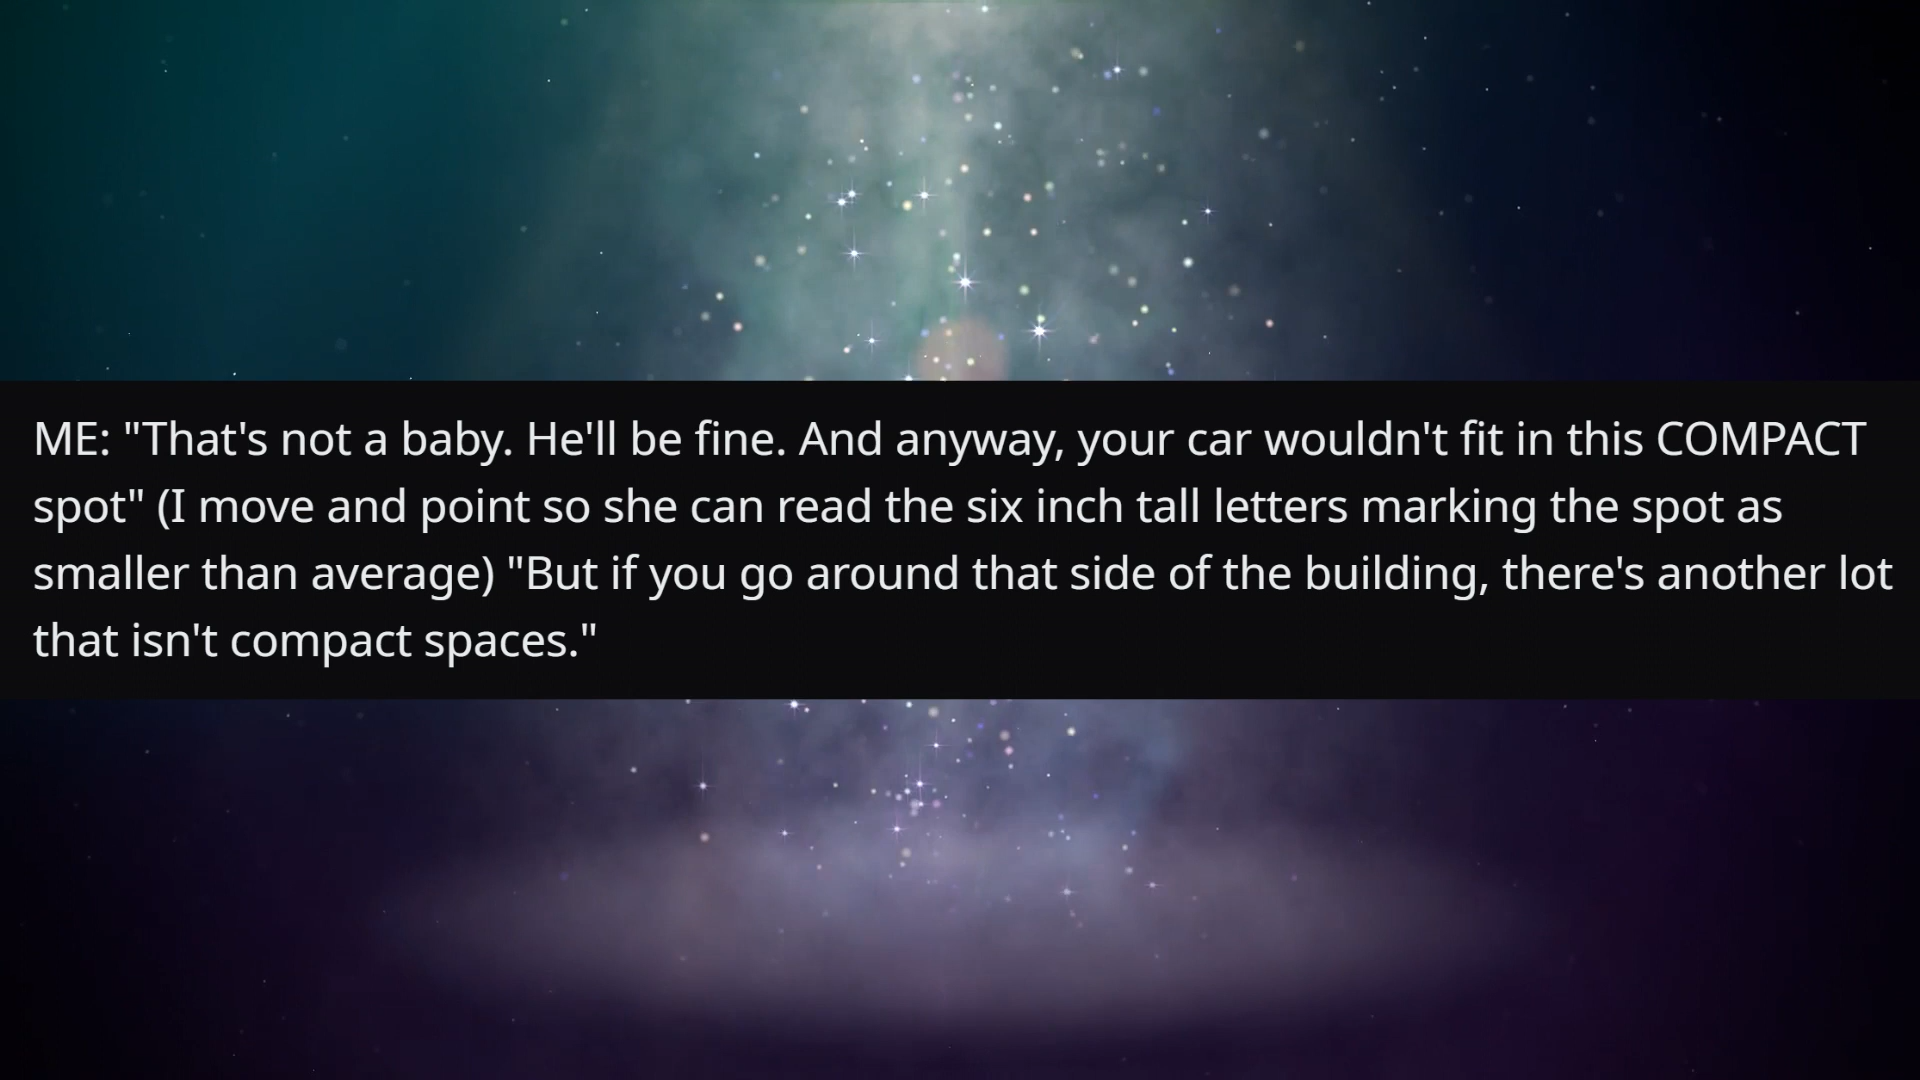 ME: "That's not a baby. He'll be fine. And anyway, your car wouldn't fit in this COMPACT
spot" (I move and point so she can read the six inch tall letters marking the spot as
smaller than average) "But if you go around that side of the building, there's another lot
that isn't compact spaces."